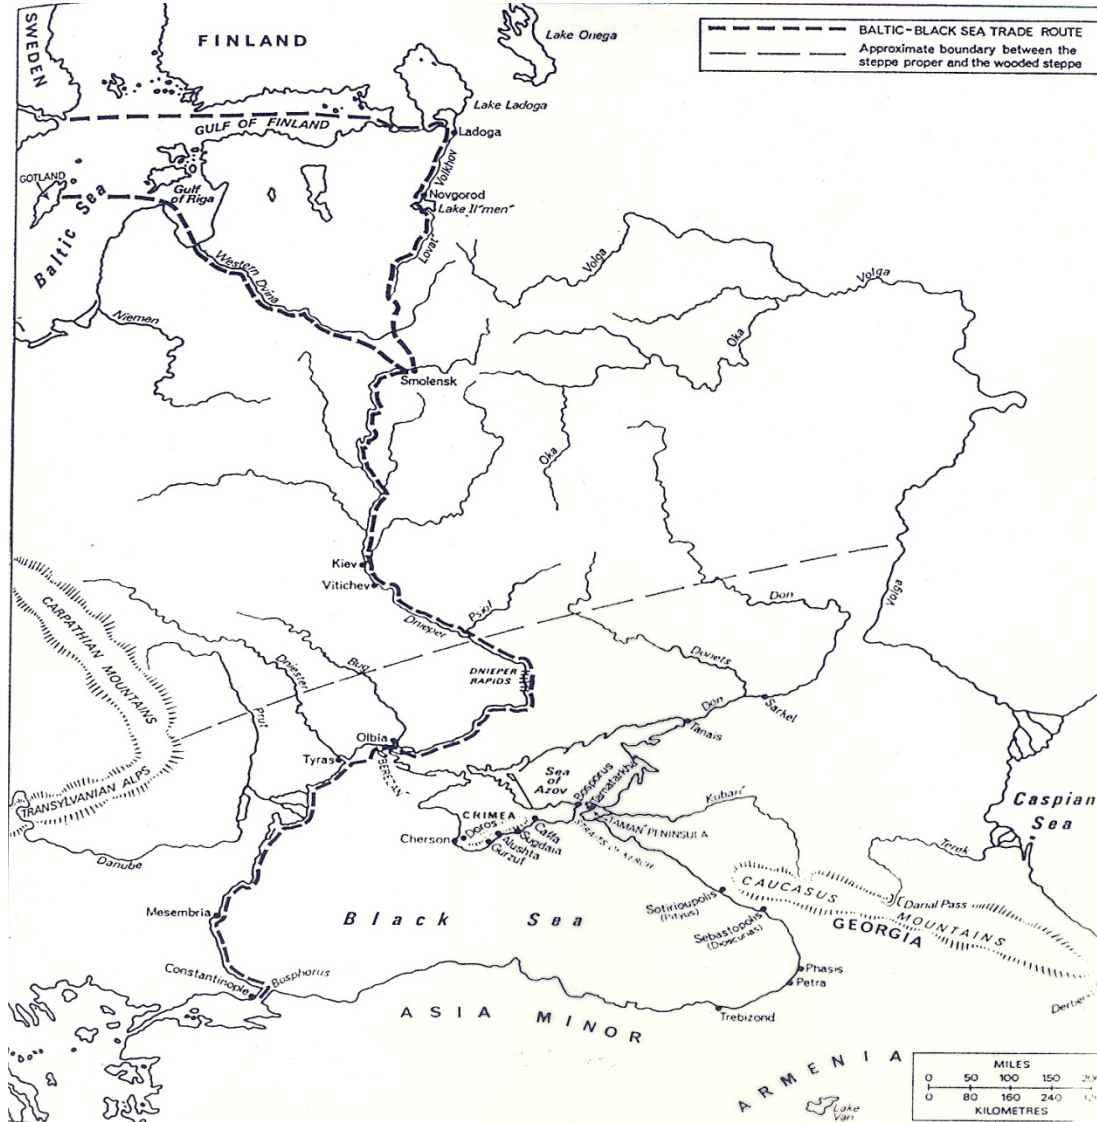 BALTIC–BLACK SEA TRADE ROUTE
Approximate boundary between the
steppe proper and the wooded steppe
SWEDEN
FINLAND
Lake Onega
Lake Ladoga
GULF OF FINLAND
Ladoga
Volkhov
GOTLAND
Gulf
of Riga
Novgorod
Lake Il"men"
Baltic Sea
Lovat'
Western Dvina
Volga
Volga
Niemen
Oka
Smolensk
Oka
Kiev
Vitichev
Volga
Don
Psiol
Dnieper
CARPATHIAN MOUNTAINS
Dniester
Bug
DNIEPER
RAPIDS
Donets
Don
Sarkel
Prut
Olbia
Tanais
Tyras
BEREZAN'
Sea
of
Azov
Bosporus
Tamatarkha
TRANSYLVANIAN ALPS
Kuban'
Caspian
Sea
CRIMEA
Doros
Caffa
TAMAN' PENINSULA
STRAITS OF KERCH
Cherson
Sugdaia
Alushta
Gurzuf
Danube
Terek
CAUCASUS
MOUNTAINS
Darial Pass
Sotirioupolis
(Pityus)
Mesembria
Black Sea
Sebastopolis
(Dioscurias)
GEORGIA
Phasis
Constantinople
Bosphorus
Petra
Derbent
ASIA MINOR
Trebizond
ARMENIA
Lake
Van
MILES
0 50 100 150
0 80 160 240
KILOMETRES